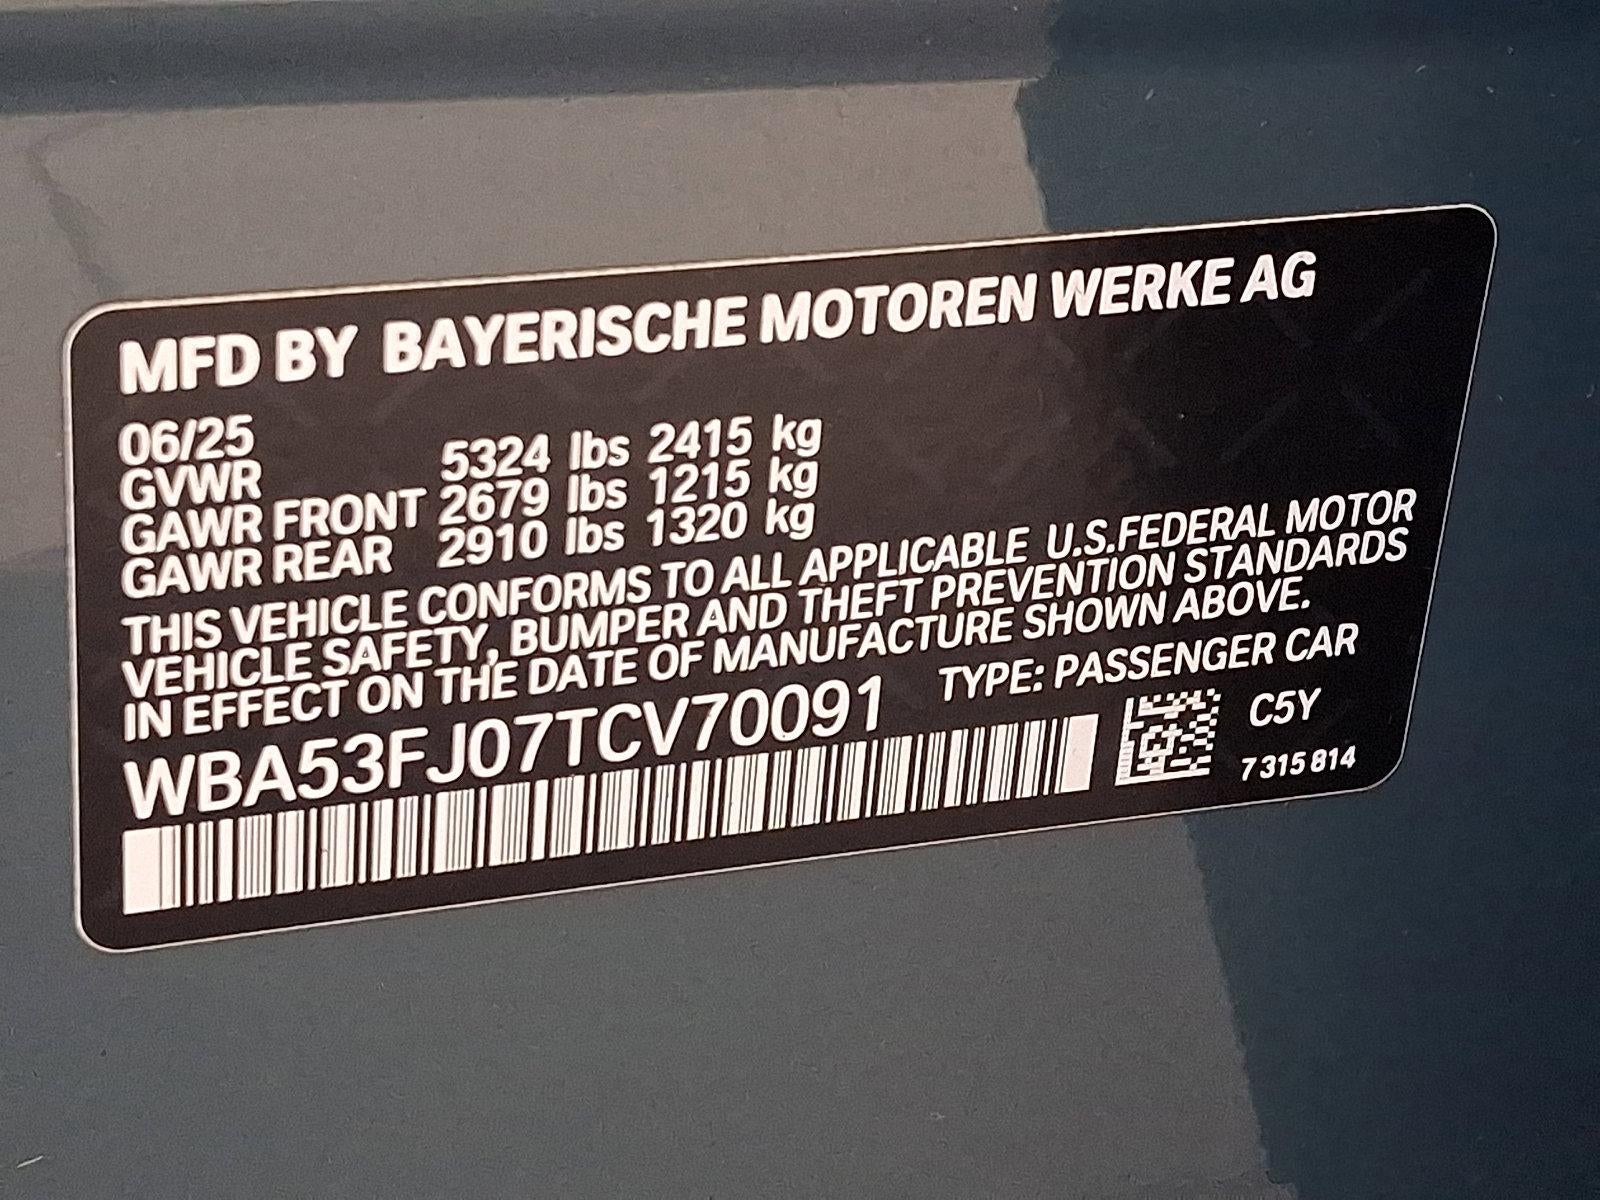 MFD BY BAYERISCHE MOTOREN WERKE AG
06/25
GVWR 5324 lbs 2415 kg
GAWR FRONT 2679 lbs 1215 kg
GAWR REAR 2910 lbs 1320 kg
THIS VEHICLE CONFORMS TO ALL APPLICABLE U.S.FEDERAL MOTOR
VEHICLE SAFETY, BUMPER AND THEFT PREVENTION STANDARDS
IN EFFECT ON THE DATE OF MANUFACTURE SHOWN ABOVE.
WBA53FJ07TCV70091 TYPE: PASSENGER CAR
C5Y
7 315 814